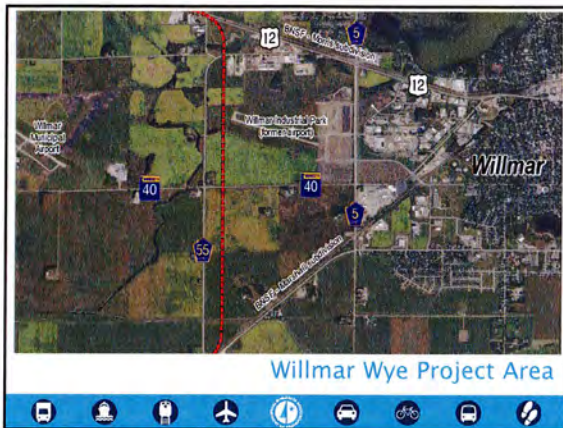 5
12
BNSF - Morris subdivision
12
Willmar
Municipal
Airport
Willmar Industrial Park
(former airport)
Willmar
40
40
5
55
BNSF - Marshall subdivision
Willmar Wye Project Area